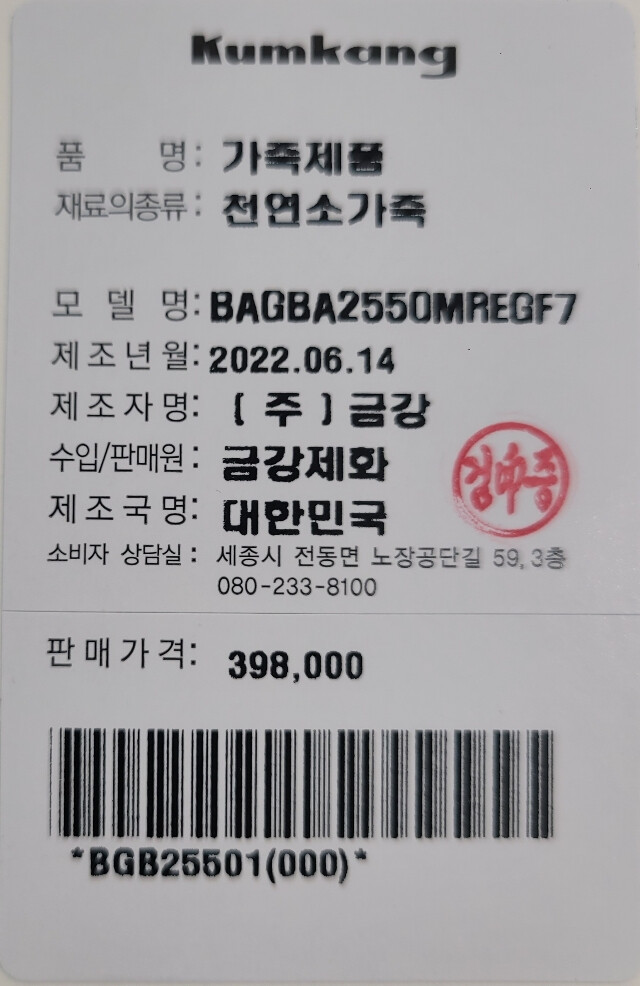 Kumkang
품 명: 가죽제품
재료의종류: 천연소가죽
모 델 명: BAGBA2550MREGF7
제조년월: 2022.06.14
제조자명: (주)금강
수입/판매원: 금강제화
검중증
제조국명: 대한민국
소비자 상담실: 세종시 전동면 노장공단길 59, 3층
080-233-8100
판매가격: 398,000
*BGB25501(000)*